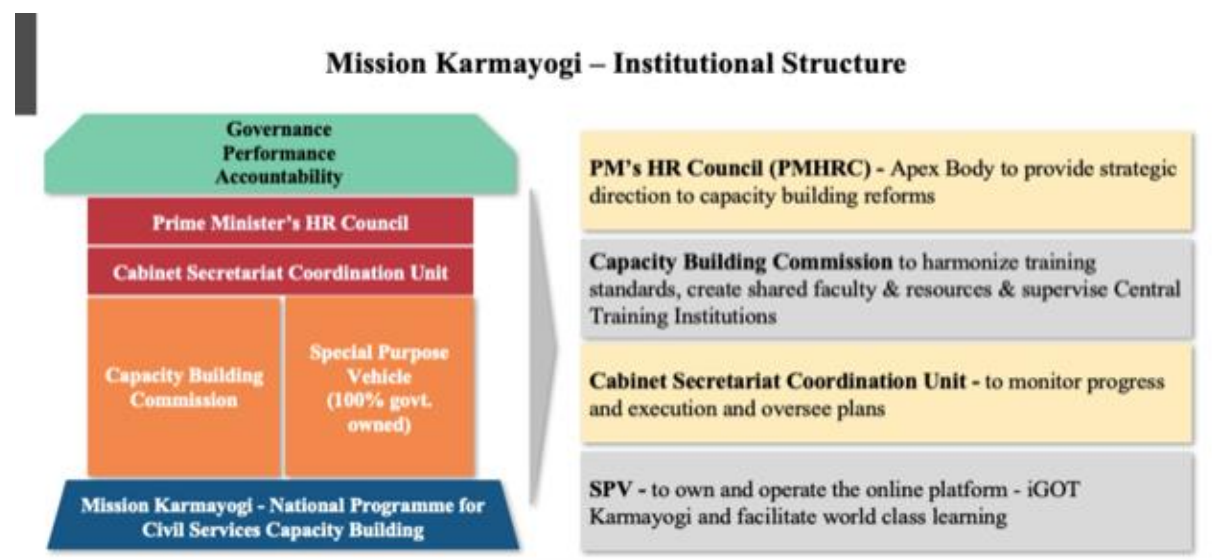 Mission Karmayogi – Institutional Structure
Governance
Performance
Accountability
Prime Minister's HR Council
Cabinet Secretariat Coordination Unit
Capacity Building
Commission
Special Purpose
Vehicle
(100% govt.
owned)
Mission Karmayogi - National Programme for
Civil Services Capacity Building
PM's HR Council (PMHRC) - Apex Body to provide strategic
direction to capacity building reforms
Capacity Building Commission to harmonize training
standards, create shared faculty & resources & supervise Central
Training Institutions
Cabinet Secretariat Coordination Unit - to monitor progress
and execution and oversee plans
SPV - to own and operate the online platform - iGOT
Karmayogi and facilitate world class learning